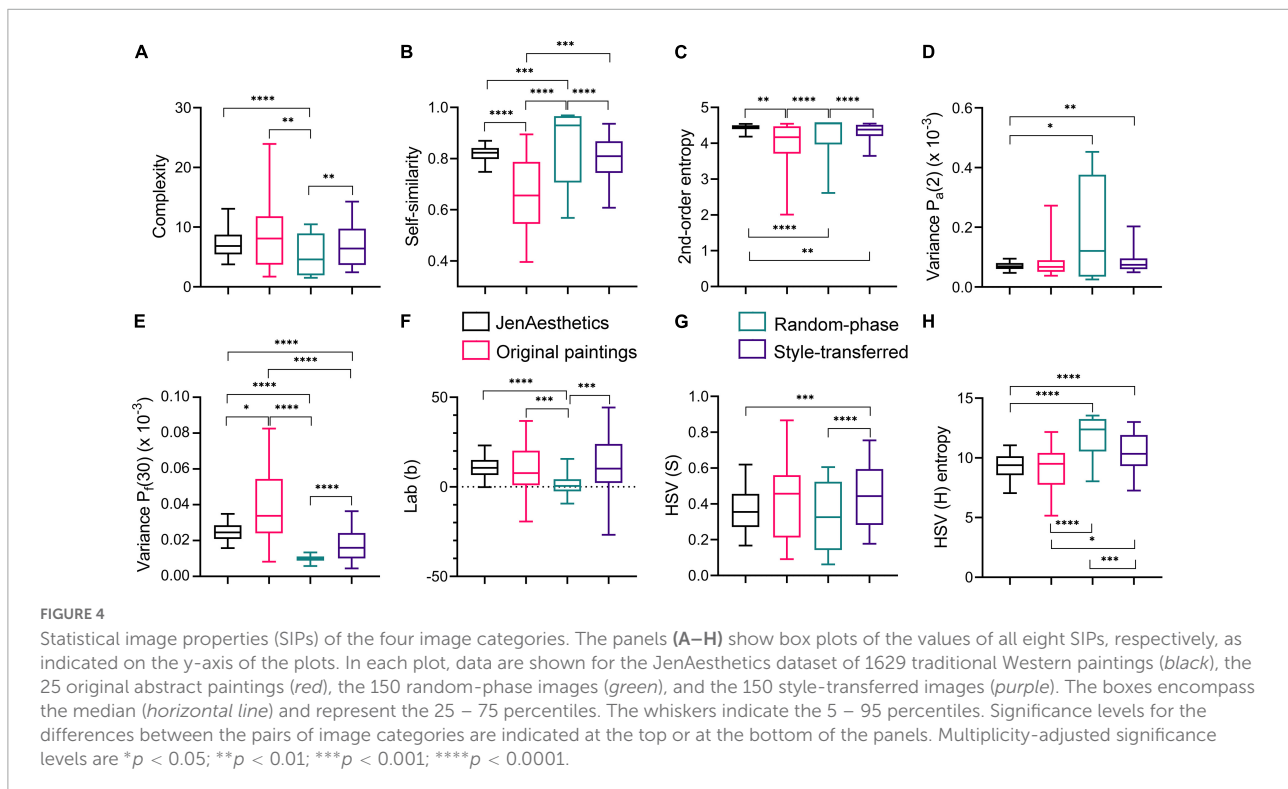 A
Complexity
30
20
10
0
****
**
**
B
Self-similarity
1.0
0.8
0.6
0.4
***
***
****
****
****
C
2nd-order entropy
5
4
3
2
1
0
**
****
****
****
**
D
Variance Pa(2) (x 10-3)
0.6
0.4
0.2
0.0
**
*
E
Variance Pf(30) (x 10-3)
0.10
0.08
0.06
0.04
0.02
0.00
****
****
****
*
****
****
F
Lab (b)
50
0
-50
****
***
***
JenAesthetics
Original paintings
Random-phase
Style-transferred
G
HSV (S)
1.0
0.8
0.6
0.4
0.2
0.0
***
****
H
HSV (H) entropy
15
10
5
0
****
****
****
*
***
FIGURE 4
Statistical image properties (SIPs) of the four image categories. The panels (A–H) show box plots of the values of all eight SIPs, respectively, as
indicated on the y-axis of the plots. In each plot, data are shown for the JenAesthetics dataset of 1629 traditional Western paintings (black), the
25 original abstract paintings (red), the 150 random-phase images (green), and the 150 style-transferred images (purple). The boxes encompass
the median (horizontal line) and represent the 25 – 75 percentiles. The whiskers indicate the 5 – 95 percentiles. Significance levels for the
differences between the pairs of image categories are indicated at the top or at the bottom of the panels. Multiplicity-adjusted significance
levels are *p < 0.05; **p < 0.01; ***p < 0.001; ****p < 0.0001.